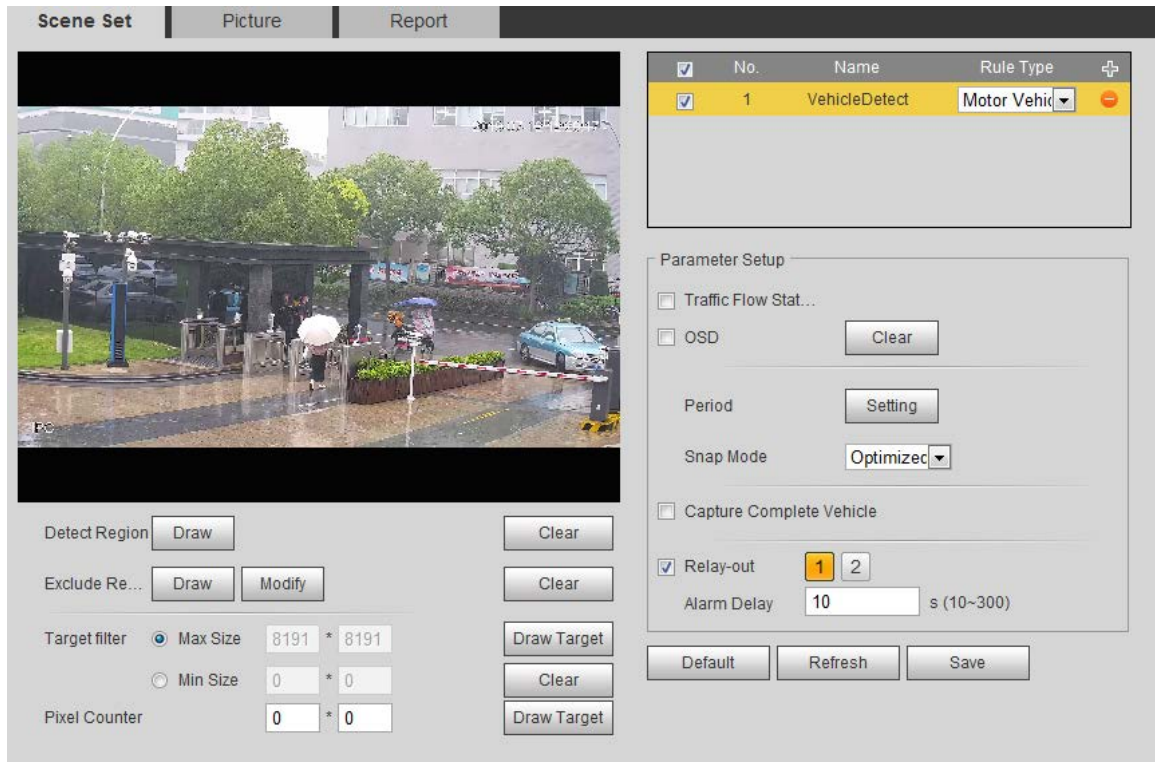 Scene Set Picture Report
No. Name Rule Type
1 VehicleDetect Motor Vehic
Parameter Setup
Traffic Flow Stat...
OSD Clear
Period Setting
Snap Mode Optimized
Capture Complete Vehicle
Relay-out 1 2
Alarm Delay 10 s (10~300)
Default Refresh Save
PC
Detect Region Draw Clear
Exclude Re... Draw Modify Clear
Target filter Max Size 8191 * 8191 Draw Target
Min Size 0 * 0 Clear
Pixel Counter 0 * 0 Draw Target